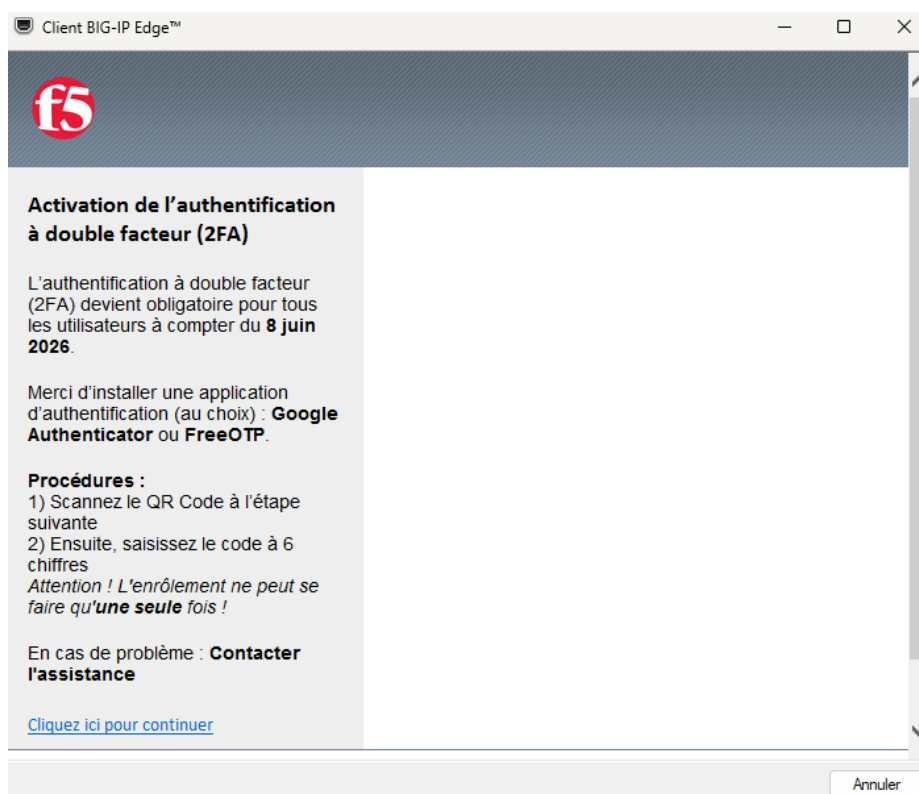 Client BIG-IP Edge™
f5
Activation de l’authentification
à double facteur (2FA)
L'authentification à double facteur
(2FA) devient obligatoire pour tous
les utilisateurs à compter du 8 juin
2026.
Merci d'installer une application
d'authentification (au choix) : Google
Authenticator ou FreeOTP.
Procédures :
1) Scannez le QR Code à l'étape
suivante
2) Ensuite, saisissez le code à 6
chiffres
Attention ! L'enrôlement ne peut se
faire qu'une seule fois !
En cas de problème : Contacter
l'assistance
Cliquez ici pour continuer
Annuler